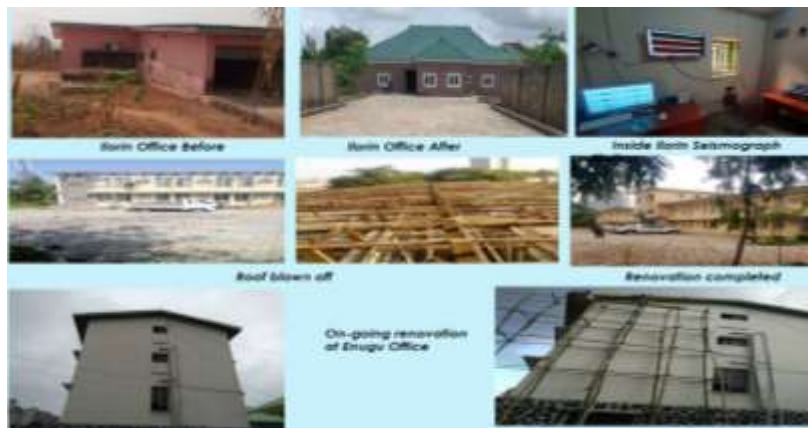 Ilorin Office Before
Ilorin Office After
Inside Ilorin Seismograph
Roof blown off
Renovation completed
On-going renovation
of Enugu Office